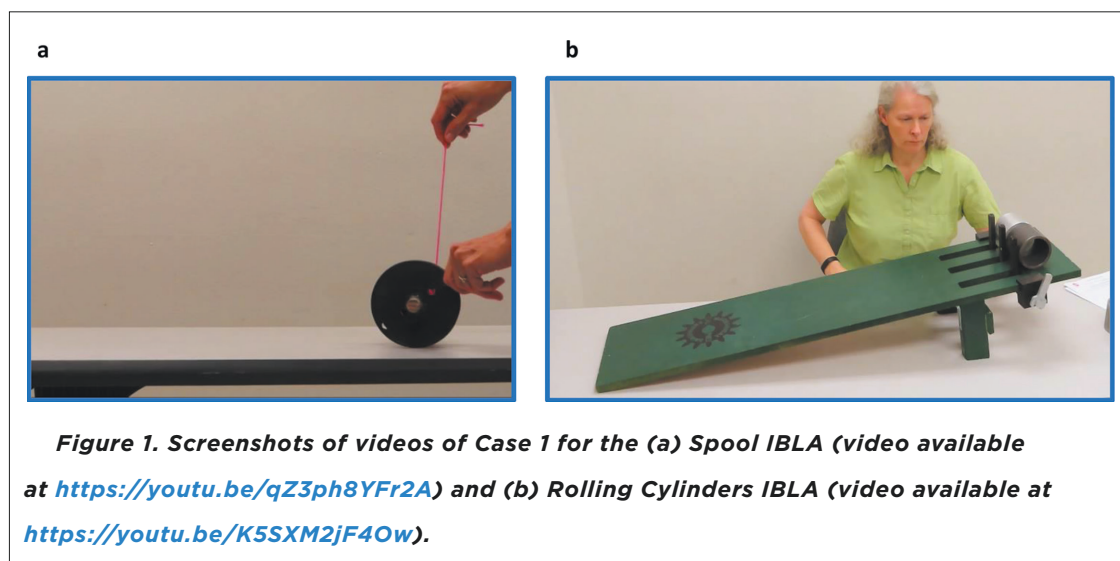 a
b
Figure 1. Screenshots of videos of Case 1 for the (a) Spool IBLA (video available
at https://youtu.be/qZ3ph8YFr2A) and (b) Rolling Cylinders IBLA (video available at
https://youtu.be/K5SXM2jF4Ow).